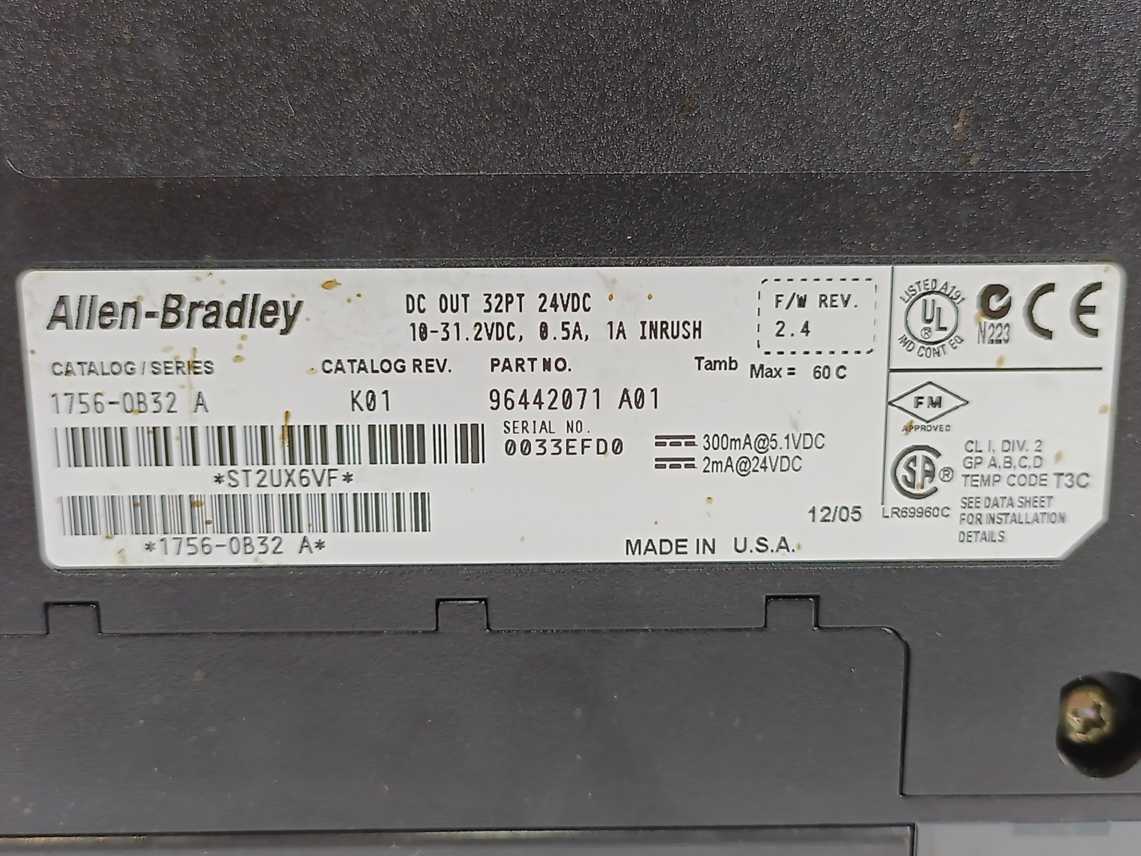 Allen-Bradley
DC OUT 32PT 24VDC
10-31.2VDC, 0.5A, 1A INRUSH
F/W REV.
2.4
CATALOG / SERIES
CATALOG REV.
PART NO.
Tamb Max = 60 C
1756-OB32 A
K01
96442071 A01
SERIAL NO.
0033EFD0
300mA@5.1VDC
2mA@24VDC
*ST2UX6VF*
*1756-OB32 A*
12/05
MADE IN U.S.A.
LISTED A197
UL
®
IND CONT EQ
N223
CE
FM
APPROVED
SA ®
LR69960C
CL I, DIV. 2
GP A,B,C,D
TEMP CODE T3C
SEE DATA SHEET
FOR INSTALLATION
DETAILS